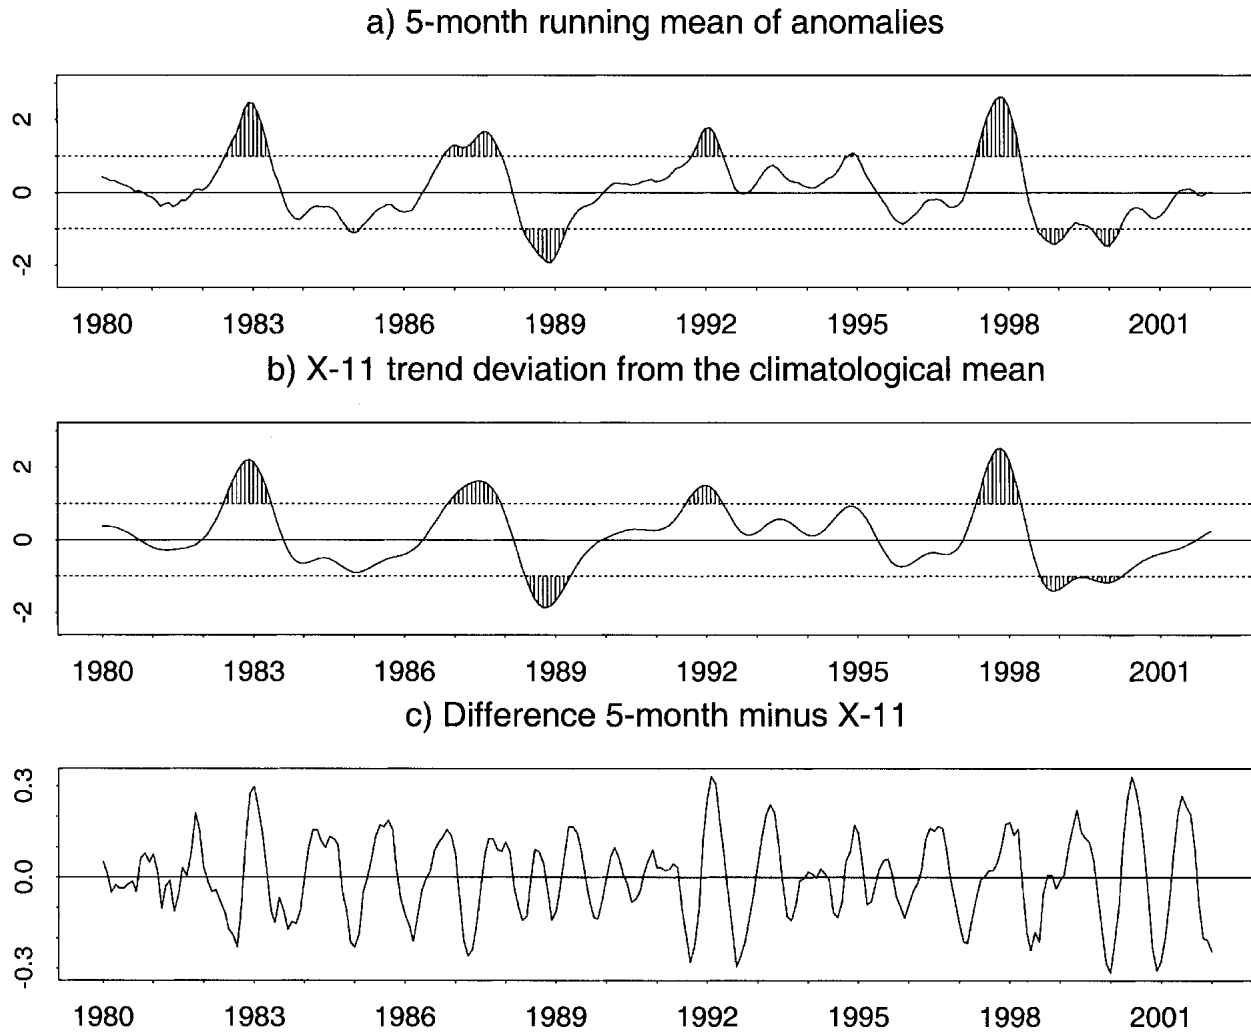 a) 5-month running mean of anomalies
2
0
-2
1980 1983 1986 1989 1992 1995 1998 2001
b) X-11 trend deviation from the climatological mean
2
0
-2
1980 1983 1986 1989 1992 1995 1998 2001
c) Difference 5-month minus X-11
0.3
0.0
-0.3
1980 1983 1986 1989 1992 1995 1998 2001